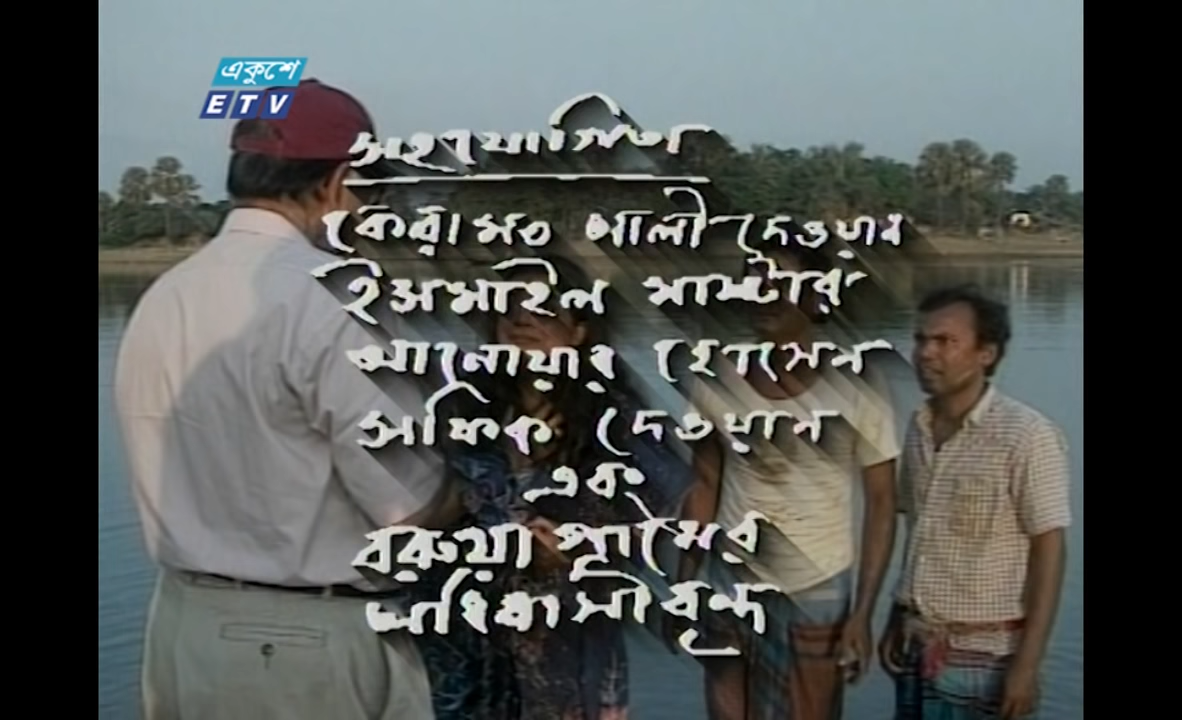 একুশে
ETV
সহযোগিতা
কেরামত আলী দেওয়ান
ইসমাইল মাস্টার
আনোয়ার হোসেন
সফিক দেওয়ান
এবং
বরুয়া গ্রামের
অধিবাসীবৃন্দ